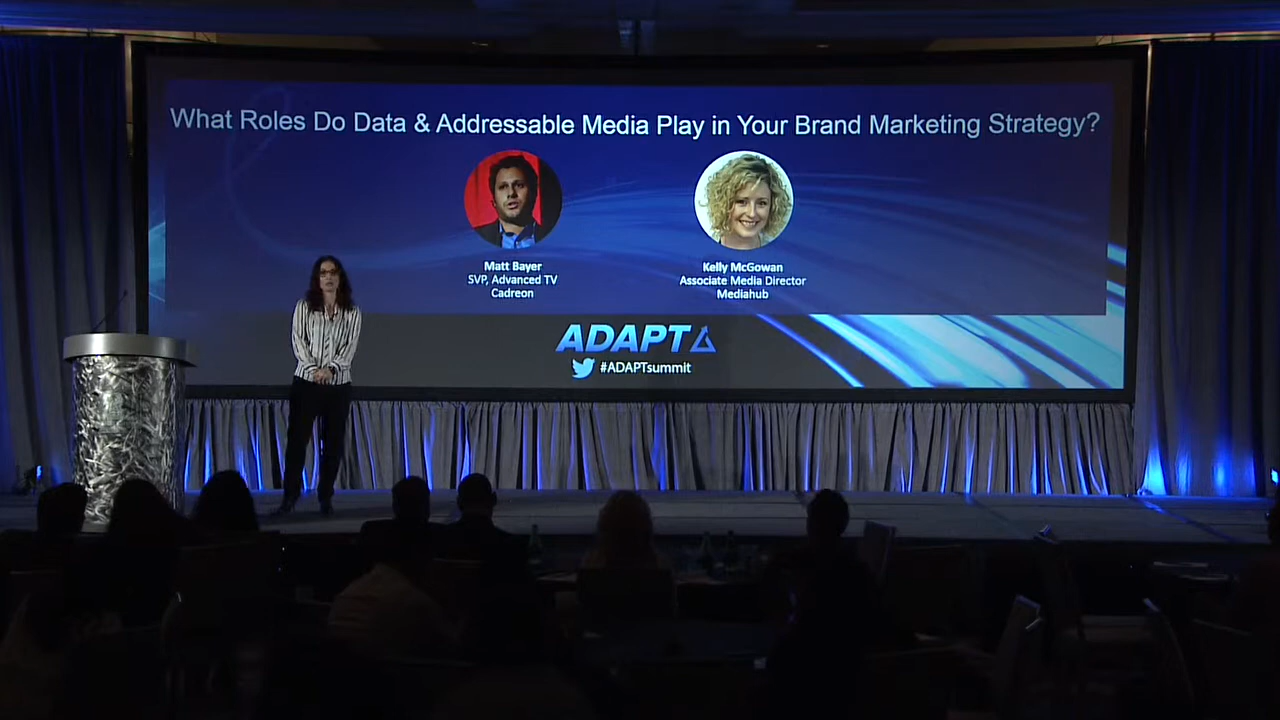 What Roles Do Data & Addressable Media Play in Your Brand Marketing Strategy?
Matt Bayer
SVP, Advanced TV
Cadreon
Kelly McGowan
Associate Media Director
Mediahub
ADAPT
#ADAPTsummit